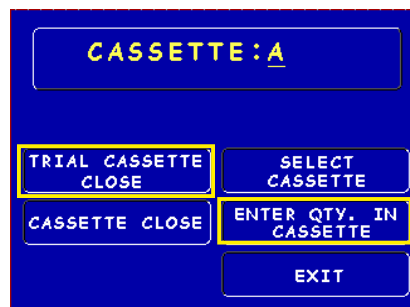 CASSETTE:A
TRIAL CASSETTE
CLOSE
SELECT
CASSETTE
CASSETTE CLOSE
ENTER QTY. IN
CASSETTE
EXIT